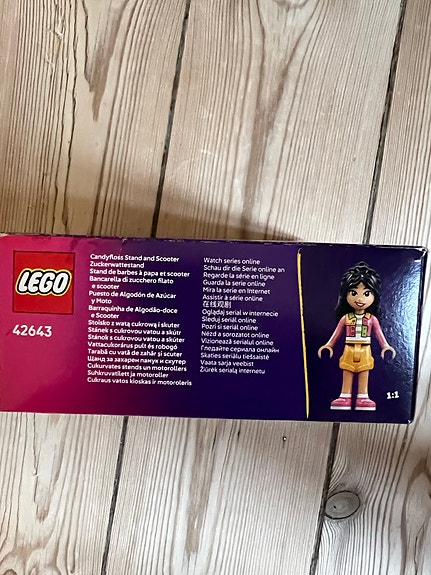 LEGO
42643
Candyfloss Stand and Scooter
Zuckerwattestand
Stand de barbes à papa et scooter
Bancarella di zucchero filato
e scooter
Puesto de Algodón de Azúcar
y Moto
Barraquinha de Algodão-doce
e Scooter
Stoisko z watą cukrową i skuter
Stánek s cukrovou vatou a skútr
Stánok s cukrovou vatou a skúter
Vattacukorárus pult és robogó
Tarabă cu vată de zahăr și scuter
Щанд за захарен памук и скутер
Cukurvates stends un motorollers
Suhkruvatilett ja motoroller
Cukraus vatos kioskas ir motoroleris
Watch series online
Schau dir die Serie online an
Regarde la série en ligne
Guarda la serie online
Mira la serie en Internet
Assistir à série online
在线观剧
Oglądaj serial w internecie
Sleduj seriál online
Pozri si seriál online
Nézd a sorozatot online
Vizionează serialul online
Гледайте сериала онлайн
Skaties seriālu tiešsaistē
Vaata sarja veebist
Žiūrėk serialą internetu
1:1